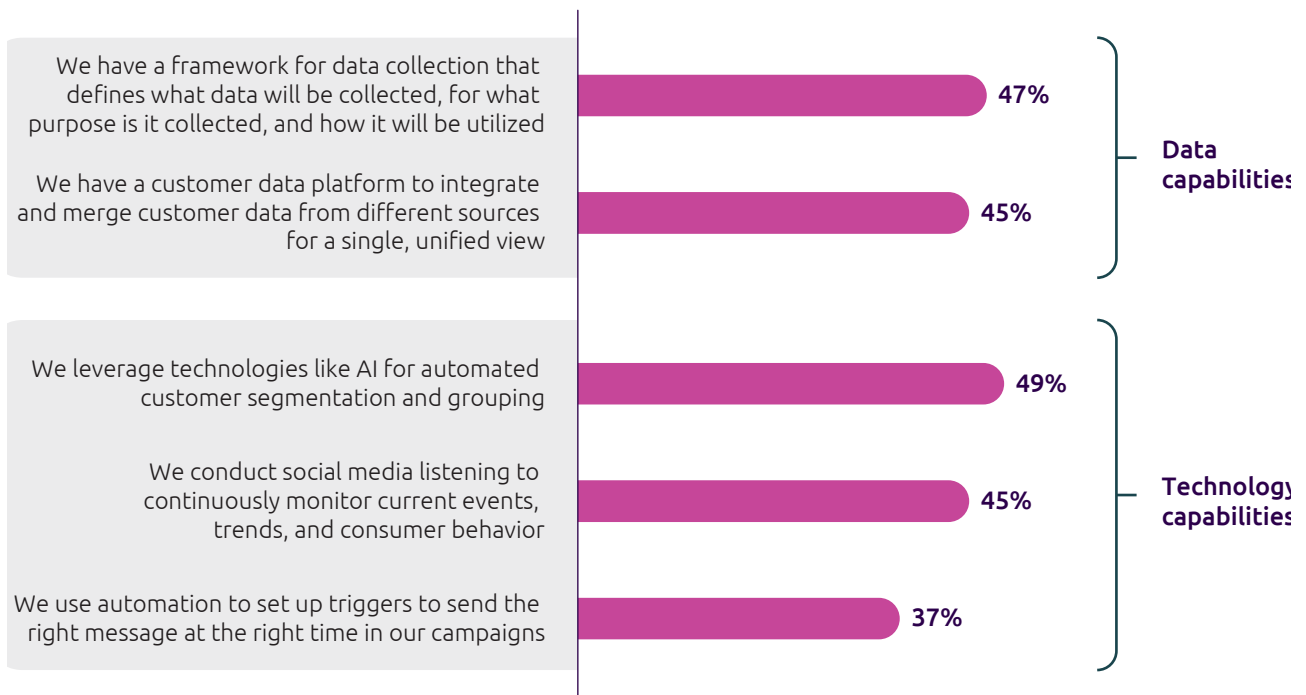 We have a framework for data collection that
defines what data will be collected, for what
purpose is it collected, and how it will be utilized
47%
We have a customer data platform to integrate
and merge customer data from different sources
for a single, unified view
45%
Data
capabilities
We leverage technologies like AI for automated
customer segmentation and grouping
49%
We conduct social media listening to
continuously monitor current events,
trends, and consumer behavior
45%
Technology
capabilities
We use automation to set up triggers to send the
right message at the right time in our campaigns
37%